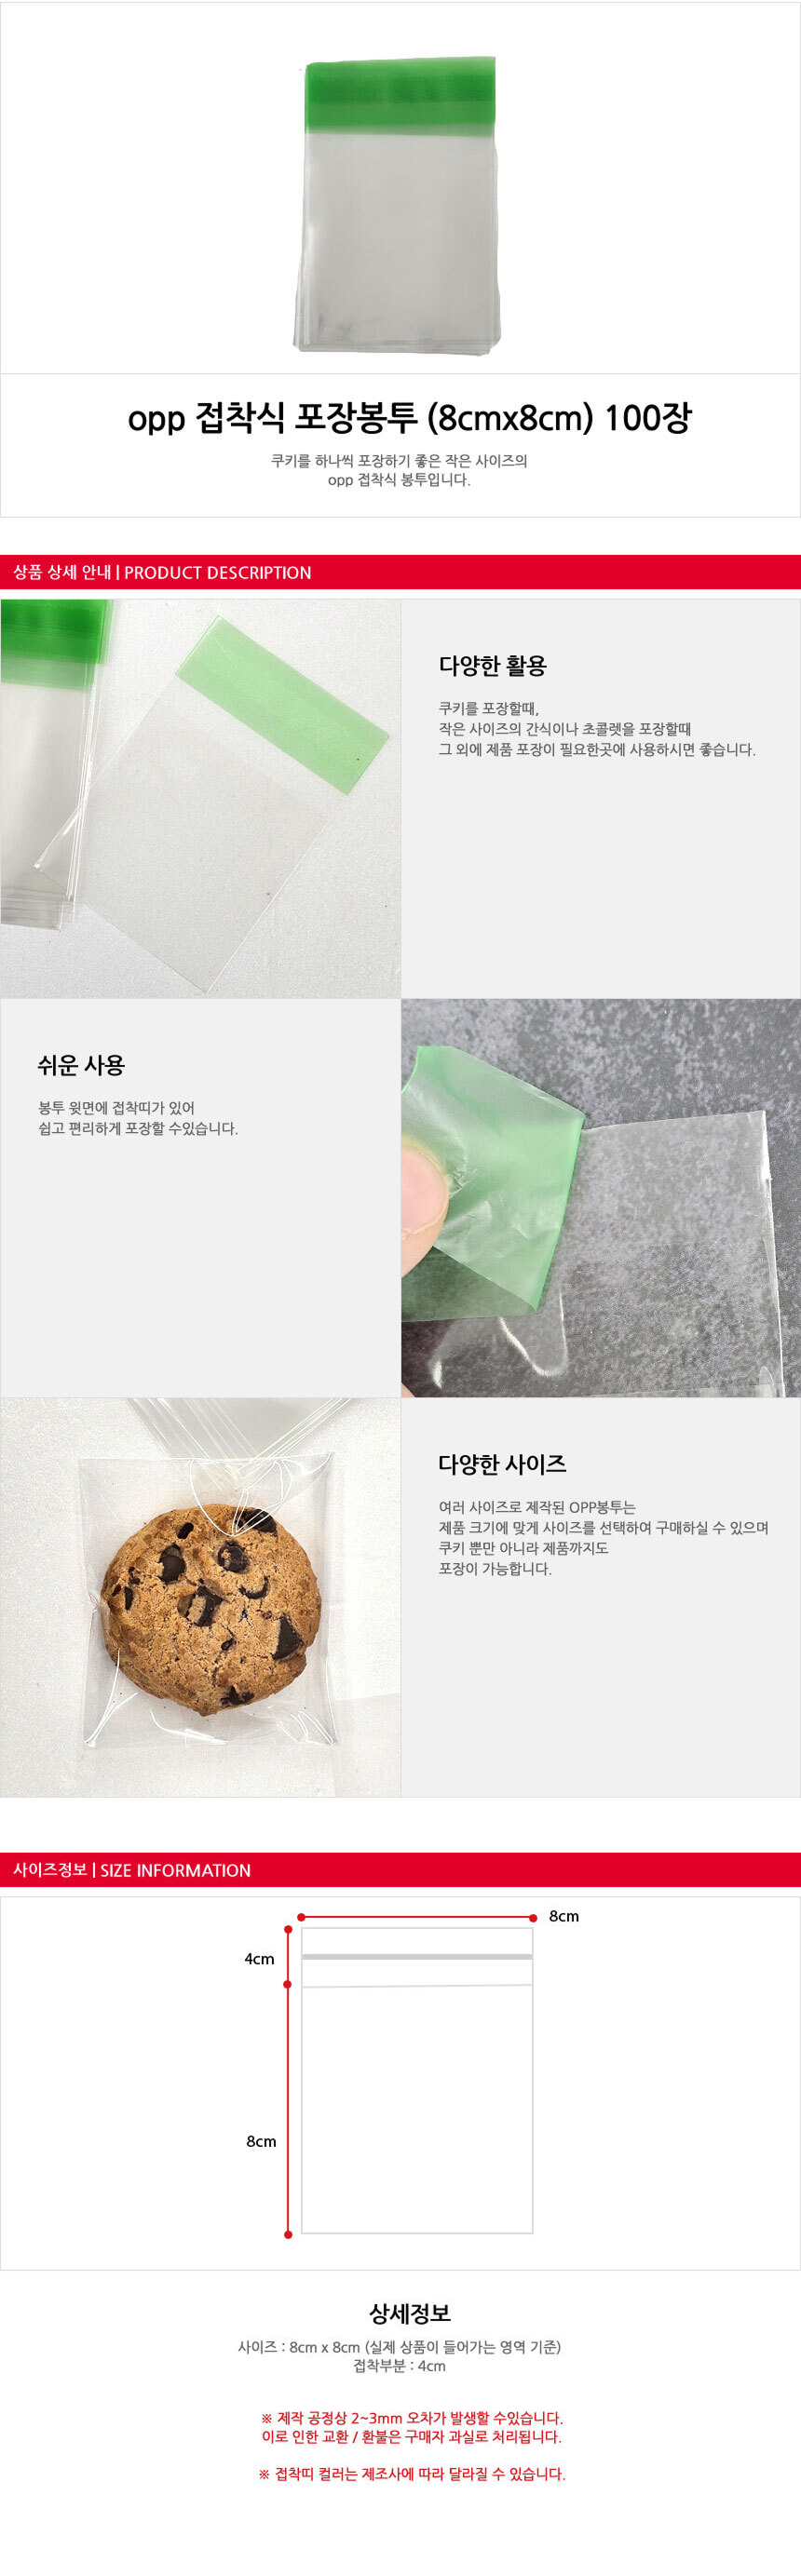 opp 접착식 포장봉투 (8cmx8cm) 100장
쿠키를 하나씩 포장하기 좋은 작은 사이즈의
opp 접착식 봉투입니다.
상품 상세 안내 | PRODUCT DESCRIPTION
다양한 활용
쿠키를 포장할때,
작은 사이즈의 간식이나 초콜렛을 포장할때
그 외에 제품 포장이 필요한곳에 사용하시면 좋습니다.
쉬운 사용
봉투 윗면에 접착띠가 있어
쉽고 편리하게 포장할 수있습니다.
다양한 사이즈
여러 사이즈로 제작된 OPP봉투는
제품 크기에 맞게 사이즈를 선택하여 구매하실 수 있으며
쿠키 뿐만 아니라 제품까지도
포장이 가능합니다.
사이즈정보 | SIZE INFORMATION
8cm
4cm
8cm
상세정보
사이즈 : 8cm x 8cm (실제 상품이 들어가는 영역 기준)
접착부분 : 4cm
※ 제작 공정상 2~3mm 오차가 발생할 수있습니다.
이로 인한 교환 / 환불은 구매자 과실로 처리됩니다.
※ 접착띠 컬러는 제조사에 따라 달라질 수 있습니다.